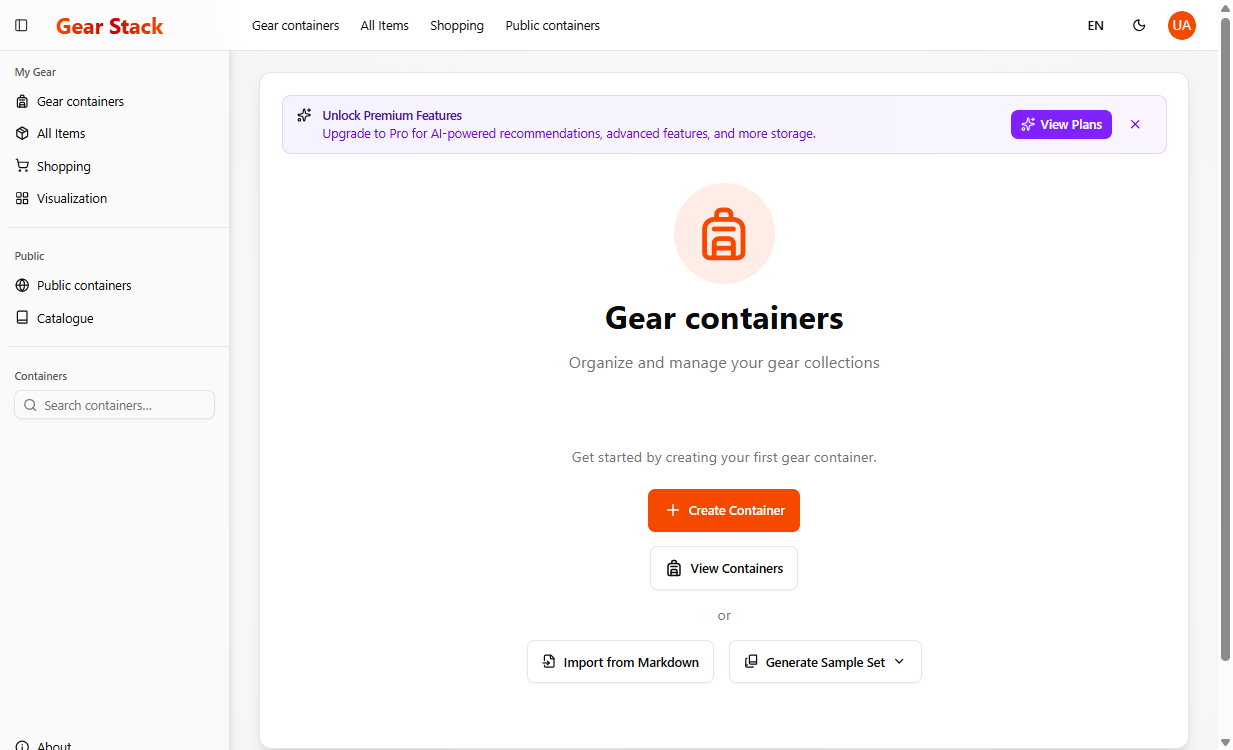 Gear Stack
Gear containers
All Items
Shopping
Public containers
EN
UA
My Gear
Gear containers
All Items
Shopping
Visualization
Public
Public containers
Catalogue
Containers
Search containers...
About
Unlock Premium Features
Upgrade to Pro for AI-powered recommendations, advanced features, and more storage.
View Plans
Gear containers
Organize and manage your gear collections
Get started by creating your first gear container.
Create Container
View Containers
or
Import from Markdown
Generate Sample Set